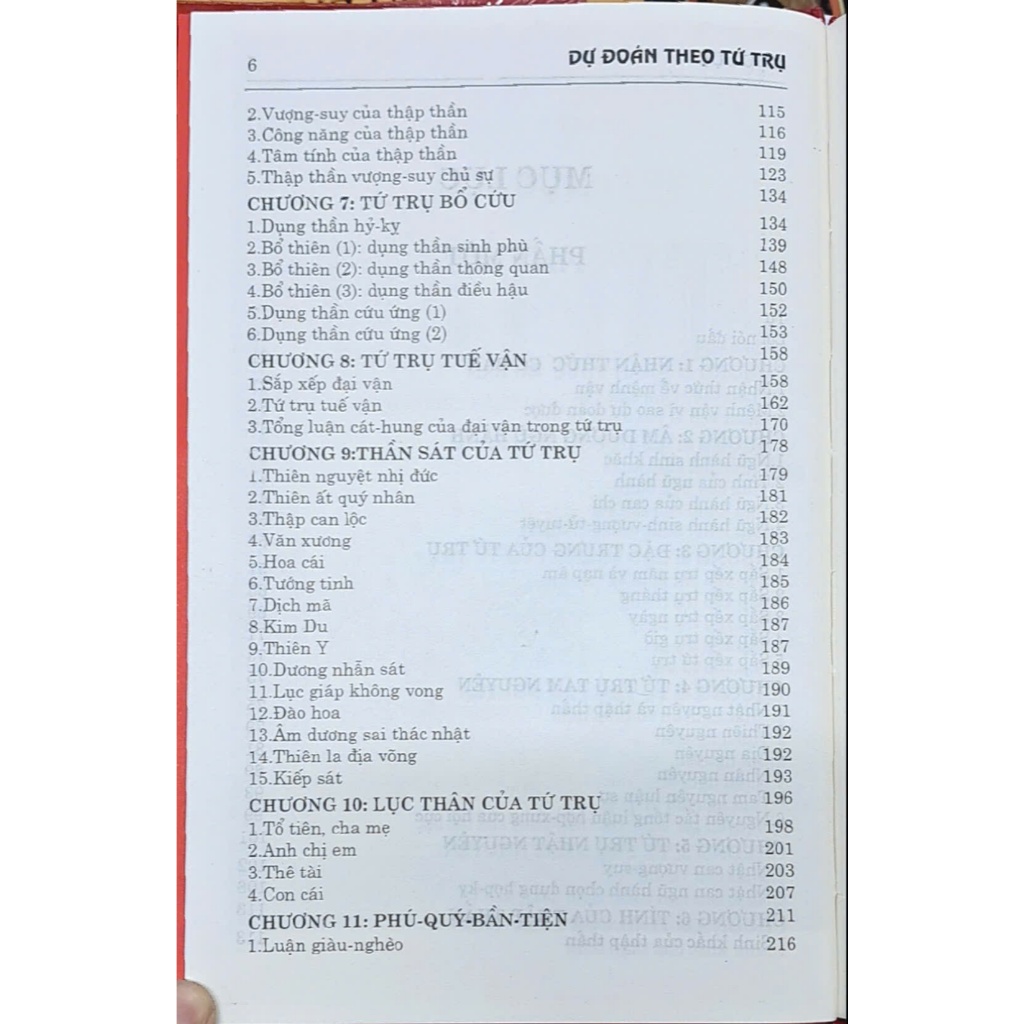 6 DỰ ĐOÁN THEO TỨ TRỤ
2.Vượng-suy của thập thần 115
3.Công năng của thập thần 116
4.Tâm tính của thập thần 119
5.Thập thần vượng-suy chủ sự 123
CHƯƠNG 7: TỨ TRỤ BỔ CỨU 134
1.Dụng thần hỷ-kỵ 134
2.Bổ thiên (1): dụng thần sinh phù 139
3.Bổ thiên (2): dụng thần thông quan 148
4.Bổ thiên (3): dụng thần điều hậu 150
5.Dụng thần cứu ứng (1) 152
6.Dụng thần cứu ứng (2) 153
CHƯƠNG 8: TỨ TRỤ TUẾ VẬN 158
1.Sắp xếp đại vận 158
2.Tứ trụ tuế vận 162
3.Tổng luận cát-hung của đại vận trong tứ trụ 170
CHƯƠNG 9:THẦN SÁT CỦA TỨ TRỤ 178
1.Thiên nguyệt nhị đức 179
2.Thiên ất quý nhân 181
3.Thập can lộc 182
4.Văn xương 183
5.Hoa cái 184
6.Tướng tinh 185
7.Dịch mã 186
8.Kim Du 187
9.Thiên Y 187
10.Dương nhẫn sát 189
11.Lục giáp không vong 190
12.Đào hoa 191
13.Âm dương sai thác nhật 192
14.Thiên la địa võng 192
15.Kiếp sát 193
CHƯƠNG 10: LỤC THÂN CỦA TỨ TRỤ 196
1.Tổ tiên, cha mẹ 198
2.Anh chị em 201
3.Thê tài 203
4.Con cái 207
CHƯƠNG 11: PHÚ-QUÝ-BẦN-TIỆN 211
1.Luận giàu-nghèo 216